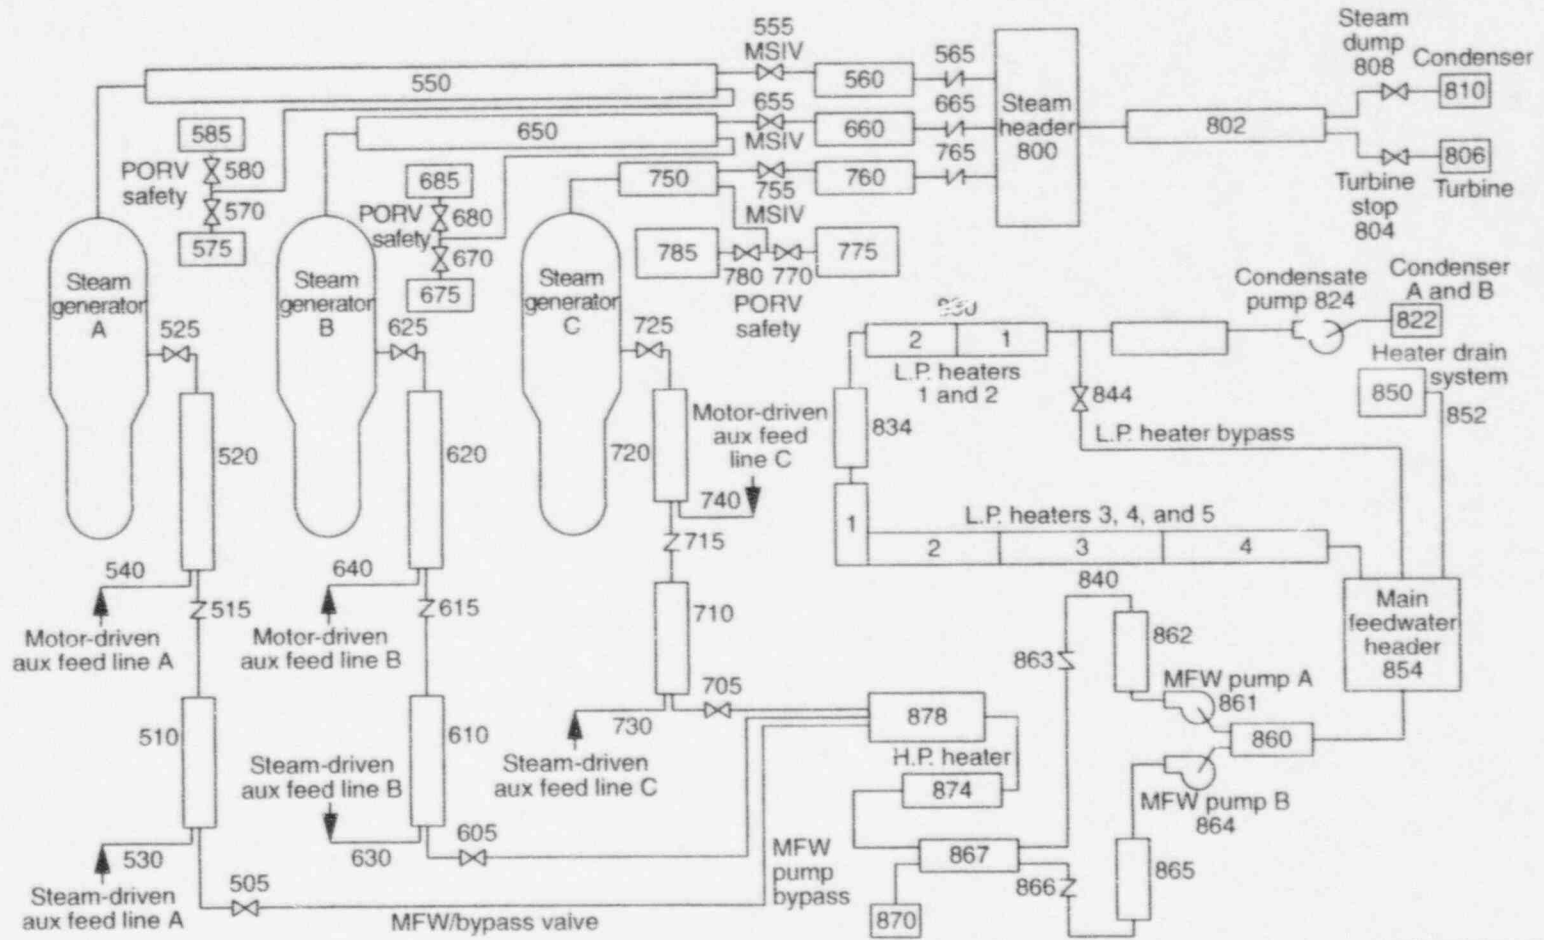 555
MSIV
550
560
565
Steam
dump
808
Condenser
810
585
PORV
safety
580
570
575
650
655
MSIV
660
665
Steam
header
800
802
806
Turbine
Turbine
stop
804
685
PORV
safety
680
670
675
750
755
MSIV
760
765
785
780
770
775
PORV
safety
Steam
generator
A
525
Steam
generator
B
625
Steam
generator
C
725
2
1
L.P. heaters
1 and 2
Condensate
pump 824
Condenser
A and B
822
Heater drain
system
850
852
844
L.P. heater bypass
834
520
620
720
Motor-driven
aux feed
line C
740
715
1
L.P. heaters 3, 4, and 5
2
3
4
840
540
515
Motor-driven
aux feed line A
640
615
Motor-driven
aux feed line B
710
862
863
Main
feedwater
header
854
MFW pump A
861
860
MFW pump B
864
510
610
705
730
Steam-driven
aux feed line C
878
H.P. heater
874
Steam-driven
aux feed line B
605
630
530
Steam-driven
aux feed line A
505
MFW/bypass valve
MFW
pump
bypass
867
866
865
870